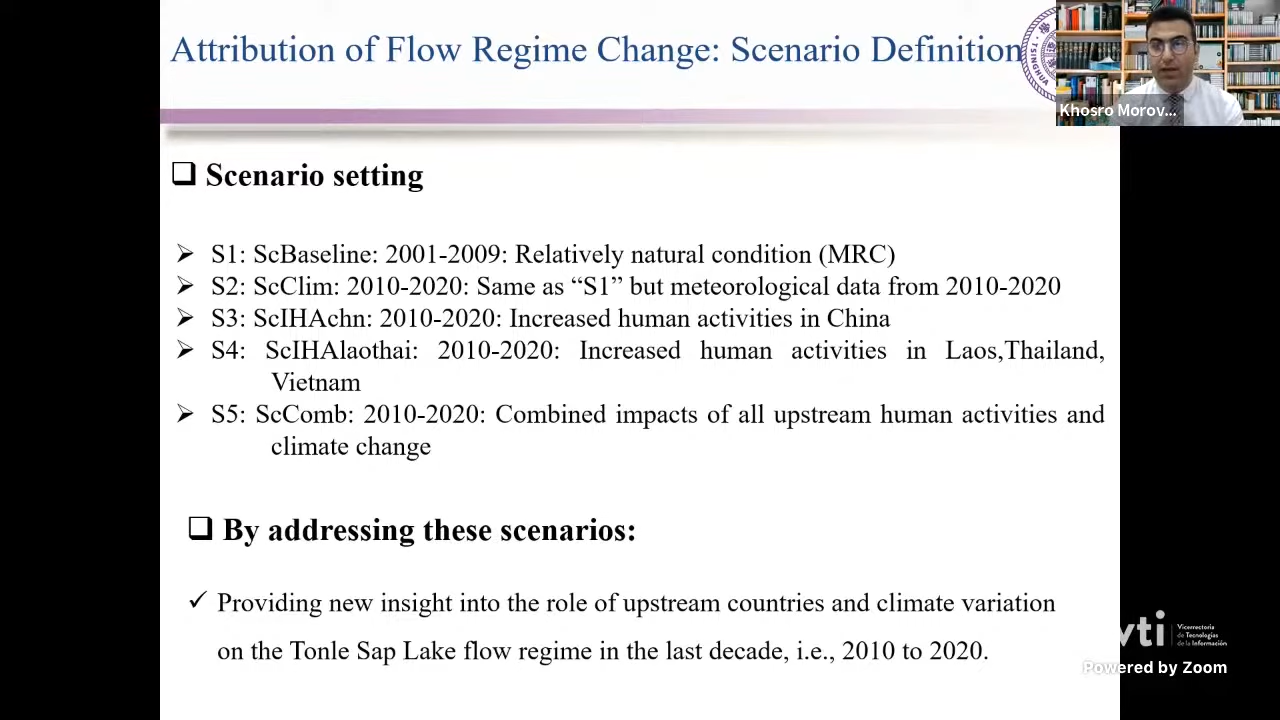 Attribution of Flow Regime Change: Scenario Definition
TSINGHUA
Khosro Morov...
❑ Scenario setting
➢ S1: ScBaseline: 2001-2009: Relatively natural condition (MRC)
➢ S2: ScClim: 2010-2020: Same as “S1” but meteorological data from 2010-2020
➢ S3: ScIHAchn: 2010-2020: Increased human activities in China
➢ S4: ScIHAlaothai: 2010-2020: Increased human activities in Laos,Thailand,
Vietnam
➢ S5: ScComb: 2010-2020: Combined impacts of all upstream human activities and
climate change
❑ By addressing these scenarios:
✓ Providing new insight into the role of upstream countries and climate variation
on the Tonle Sap Lake flow regime in the last decade, i.e., 2010 to 2020.
vti
Vicerrectoría
de Tecnologías
de la Información
Powered by Zoom